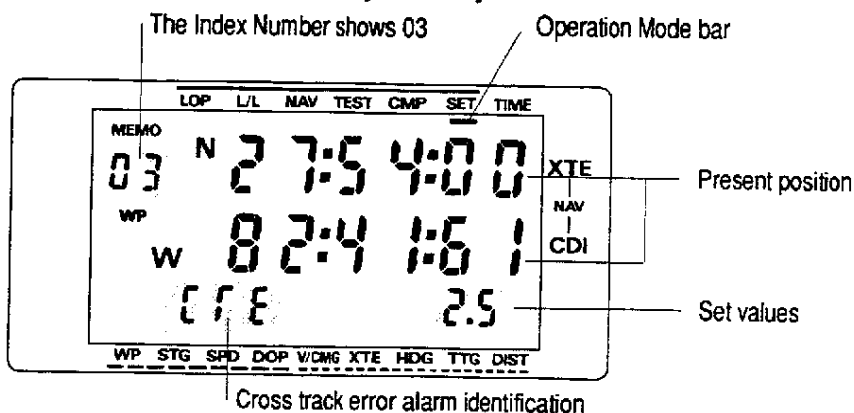 The Index Number shows 03
Operation Mode bar
LOP L/L NAV TEST CMP SET TIME
MEMO
03 N 27:54:00
XTE
NAV
CDI
Present position
WP
W 82:41:61
CTE 2.5
Set values
WP STG SPD DOP V/CMG XTE HDG TTG DIST
Cross track error alarm identification